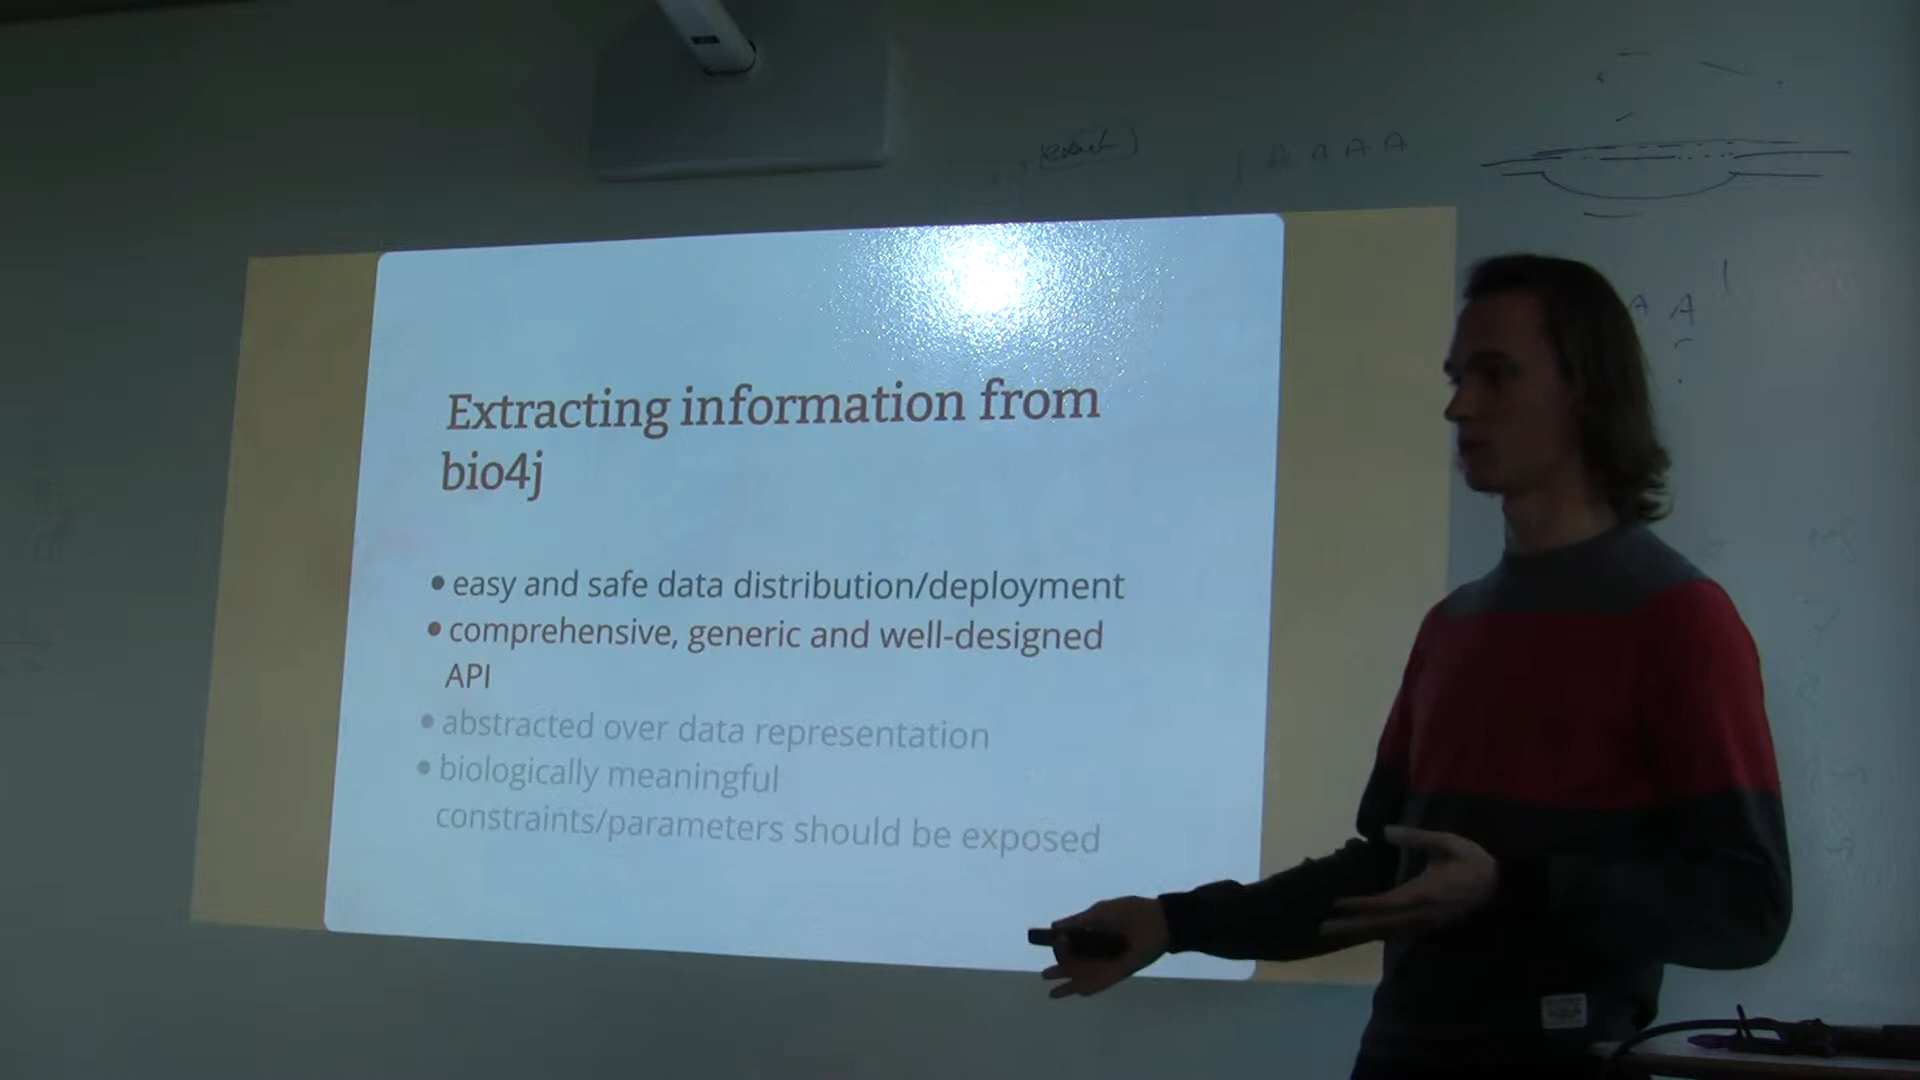 A A A
A A
Extracting information from
bio4j
• easy and safe data distribution/deployment
• comprehensive, generic and well-designed
API
• abstracted over data representation
• biologically meaningful
constraints/parameters should be exposed